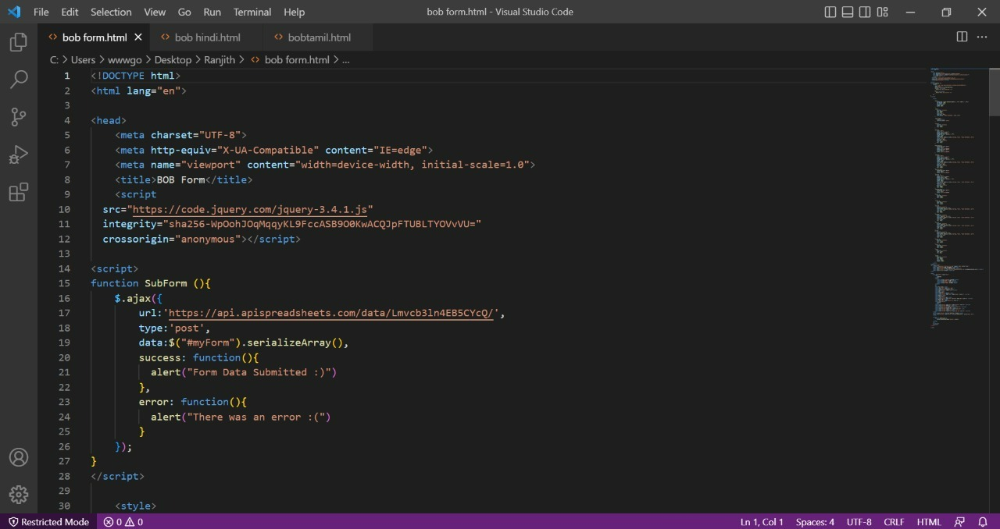 File Edit Selection View Go Run Terminal Help bob form.html - Visual Studio Code
bob form.html bob hindi.html bobtamil.html
C: > Users > wwwgo > Desktop > Ranjith > bob form.html > ...
1 <!DOCTYPE html>
2 <html lang="en">
3
4 <head>
5 <meta charset="UTF-8">
6 <meta http-equiv="X-UA-Compatible" content="IE=edge">
7 <meta name="viewport" content="width=device-width, initial-scale=1.0">
8 <title>BOB Form</title>
9 <script
10 src="https://code.jquery.com/jquery-3.4.1.js"
11 integrity="sha256-WpOohJOqMqqyKL9FccASB9O0KwACQJpFTUBLTYOVvVU="
12 crossorigin="anonymous"></script>
13
14 <script>
15 function SubForm (){
16 $.ajax({
17 url:'https://api.apispreadsheets.com/data/Lmvcb3ln4EB5CYcQ/',
18 type:'post',
19 data:$("#myForm").serializeArray(),
20 success: function(){
21 alert("Form Data Submitted :)")
22 },
23 error: function(){
24 alert("There was an error :(")
25 }
26 });
27 }
28 </script>
29
30 <style>
Restricted Mode 0 0 Ln 1, Col 1 Spaces: 4 UTF-8 CRLF HTML